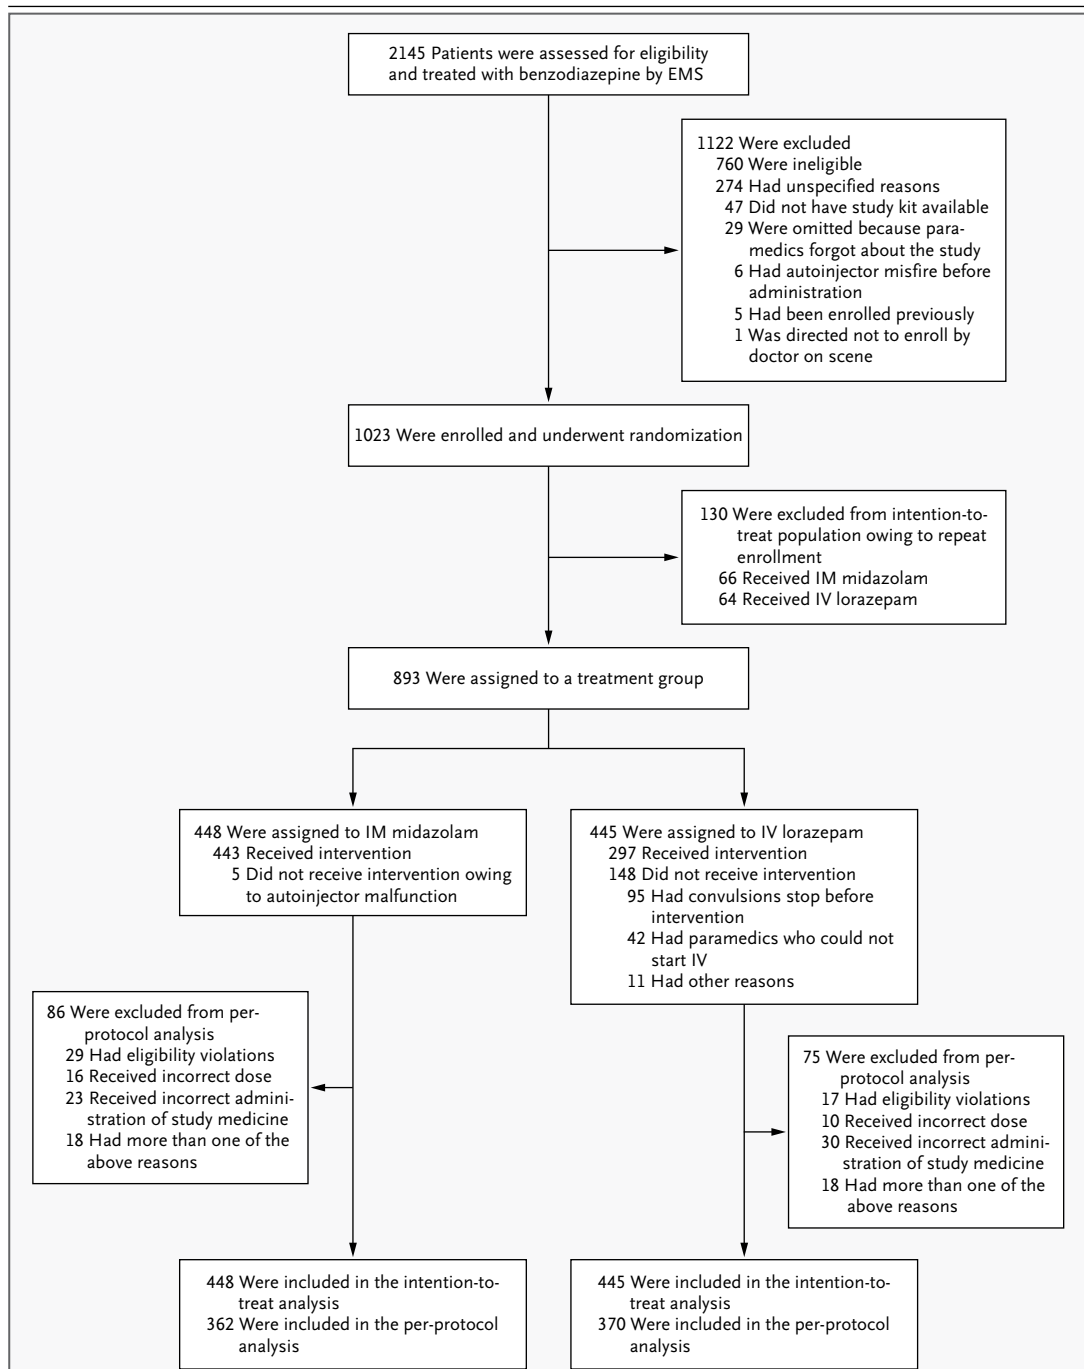 2145 Patients were assessed for eligibility
and treated with benzodiazepine by EMS
1122 Were excluded
760 Were ineligible
274 Had unspecified reasons
47 Did not have study kit available
29 Were omitted because para-
medics forgot about the study
6 Had autoinjector misfire before
administration
5 Had been enrolled previously
1 Was directed not to enroll by
doctor on scene
1023 Were enrolled and underwent randomization
130 Were excluded from intention-to-
treat population owing to repeat
enrollment
66 Received IM midazolam
64 Received IV lorazepam
893 Were assigned to a treatment group
448 Were assigned to IM midazolam
443 Received intervention
5 Did not receive intervention owing
to autoinjector malfunction
445 Were assigned to IV lorazepam
297 Received intervention
148 Did not receive intervention
95 Had convulsions stop before
intervention
42 Had paramedics who could not
start IV
11 Had other reasons
86 Were excluded from per-
protocol analysis
29 Had eligibility violations
16 Received incorrect dose
23 Received incorrect admini-
stration of study medicine
18 Had more than one of the
above reasons
75 Were excluded from per-
protocol analysis
17 Had eligibility violations
10 Received incorrect dose
30 Received incorrect admini-
stration of study medicine
18 Had more than one of the
above reasons
448 Were included in the intention-to-
treat analysis
362 Were included in the per-protocol
analysis
445 Were included in the intention-to-
treat analysis
370 Were included in the per-protocol
analysis